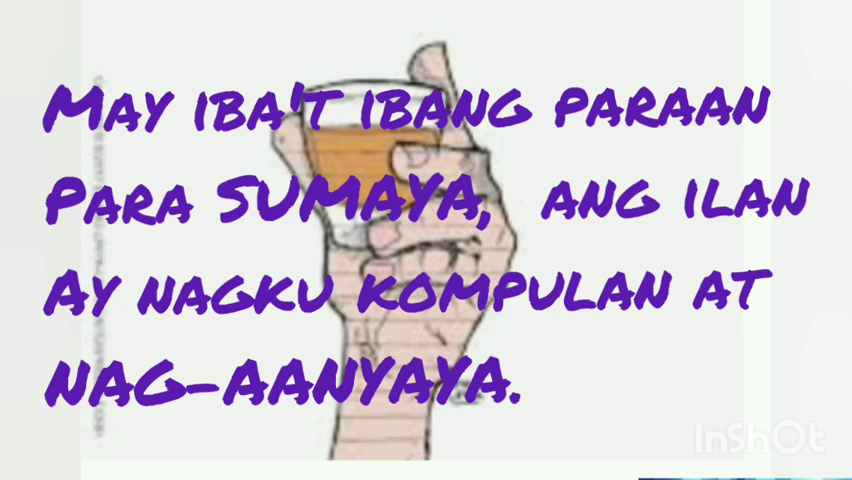 May iba't ibang paraan
Para SUMAYA, ang ilan
Ay nagku kompulan at
NAG-AANYAYA.
InShOt